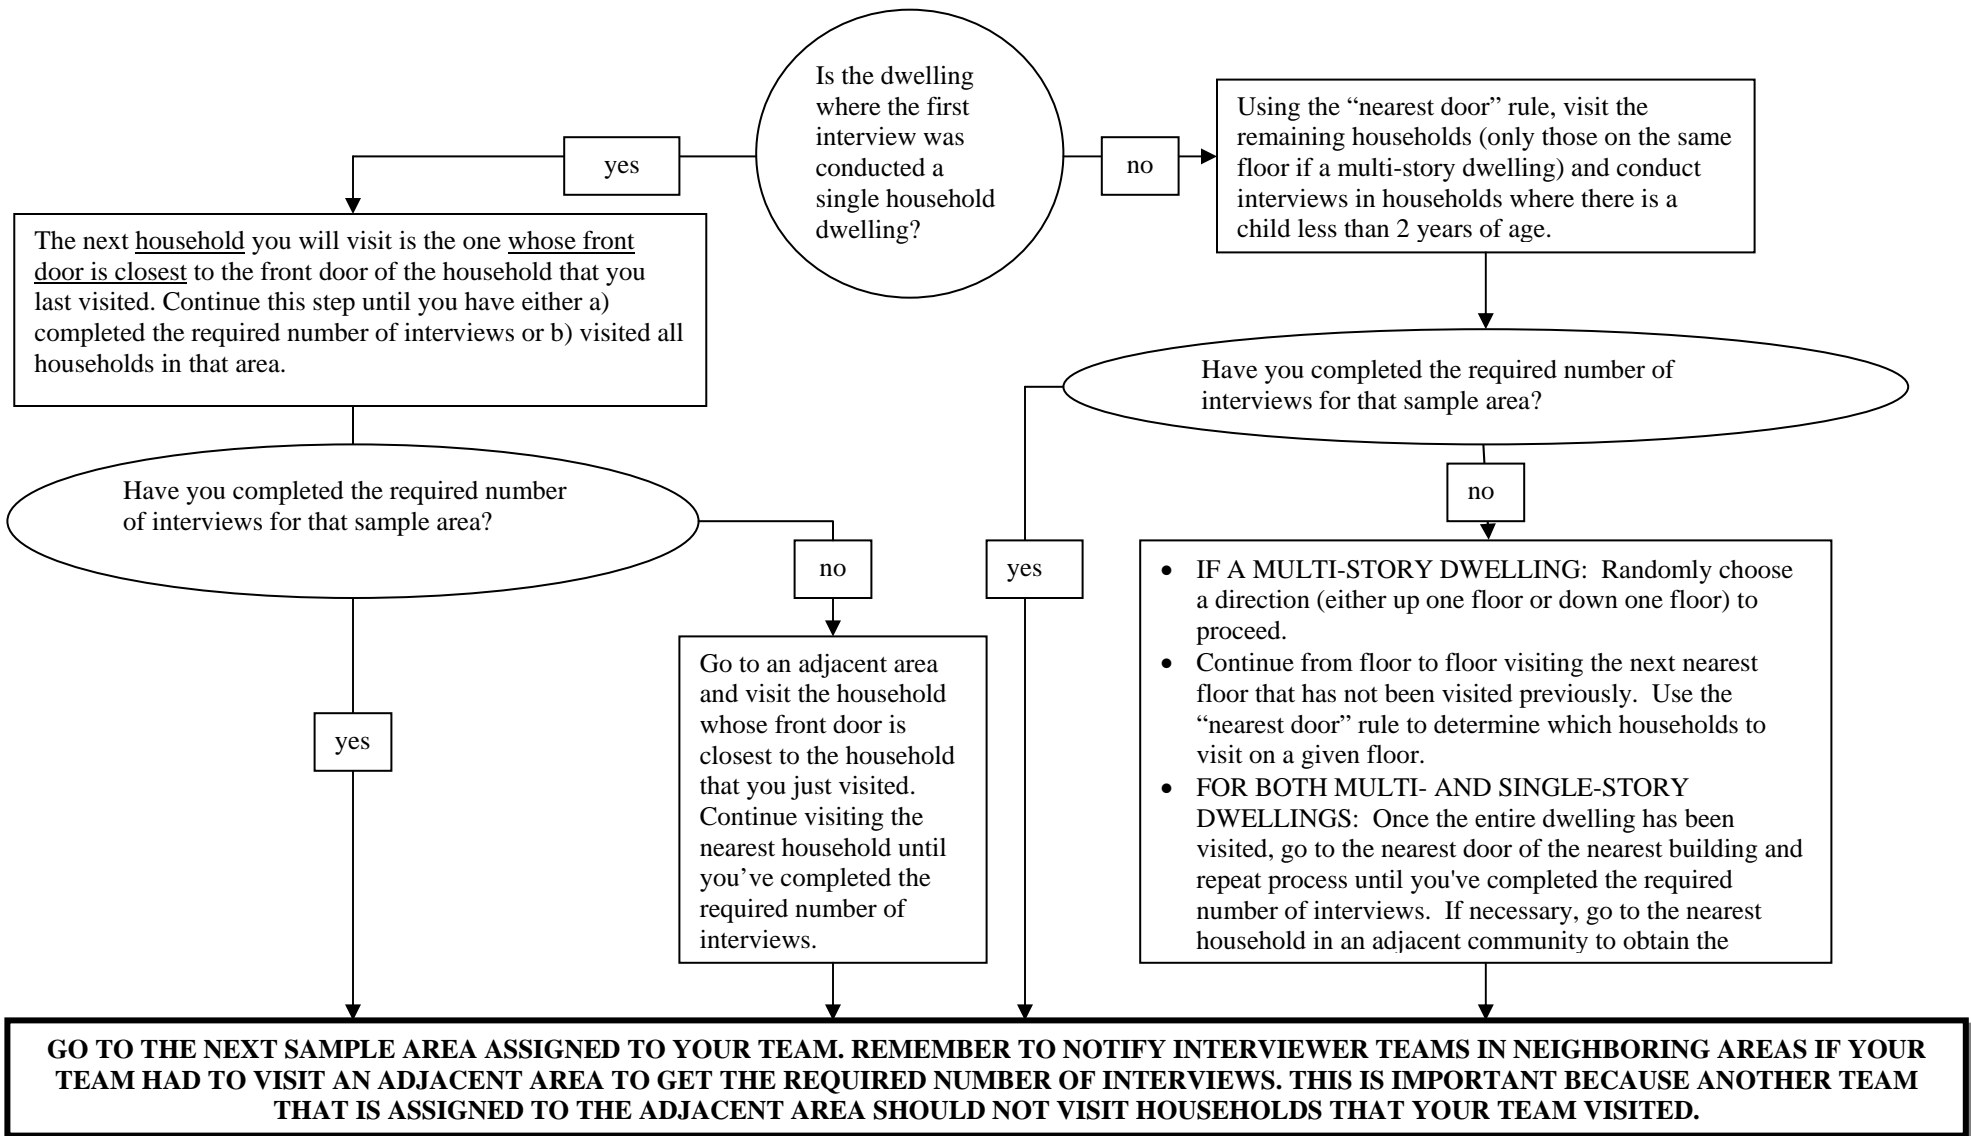 Is the dwelling
where the first
interview was
conducted a
single household
dwelling?
yes
no
Using the “nearest door” rule, visit the
remaining households (only those on the same
floor if a multi-story dwelling) and conduct
interviews in households where there is a
child less than 2 years of age.
The next household you will visit is the one whose front
door is closest to the front door of the household that you
last visited. Continue this step until you have either a)
completed the required number of interviews or b) visited all
households in that area.
Have you completed the required number of
interviews for that sample area?
Have you completed the required number
of interviews for that sample area?
no
yes
no
yes
Go to an adjacent area
and visit the household
whose front door is
closest to the household
that you just visited.
Continue visiting the
nearest household until
you’ve completed the
required number of
interviews.
• IF A MULTI-STORY DWELLING: Randomly choose
a direction (either up one floor or down one floor) to
proceed.
• Continue from floor to floor visiting the next nearest
floor that has not been visited previously. Use the
“nearest door” rule to determine which households to
visit on a given floor.
• FOR BOTH MULTI- AND SINGLE-STORY
DWELLINGS: Once the entire dwelling has been
visited, go to the nearest door of the nearest building and
repeat process until you've completed the required
number of interviews. If necessary, go to the nearest
household in an adjacent community to obtain the
GO TO THE NEXT SAMPLE AREA ASSIGNED TO YOUR TEAM. REMEMBER TO NOTIFY INTERVIEWER TEAMS IN NEIGHBORING AREAS IF YOUR
TEAM HAD TO VISIT AN ADJACENT AREA TO GET THE REQUIRED NUMBER OF INTERVIEWS. THIS IS IMPORTANT BECAUSE ANOTHER TEAM
THAT IS ASSIGNED TO THE ADJACENT AREA SHOULD NOT VISIT HOUSEHOLDS THAT YOUR TEAM VISITED.